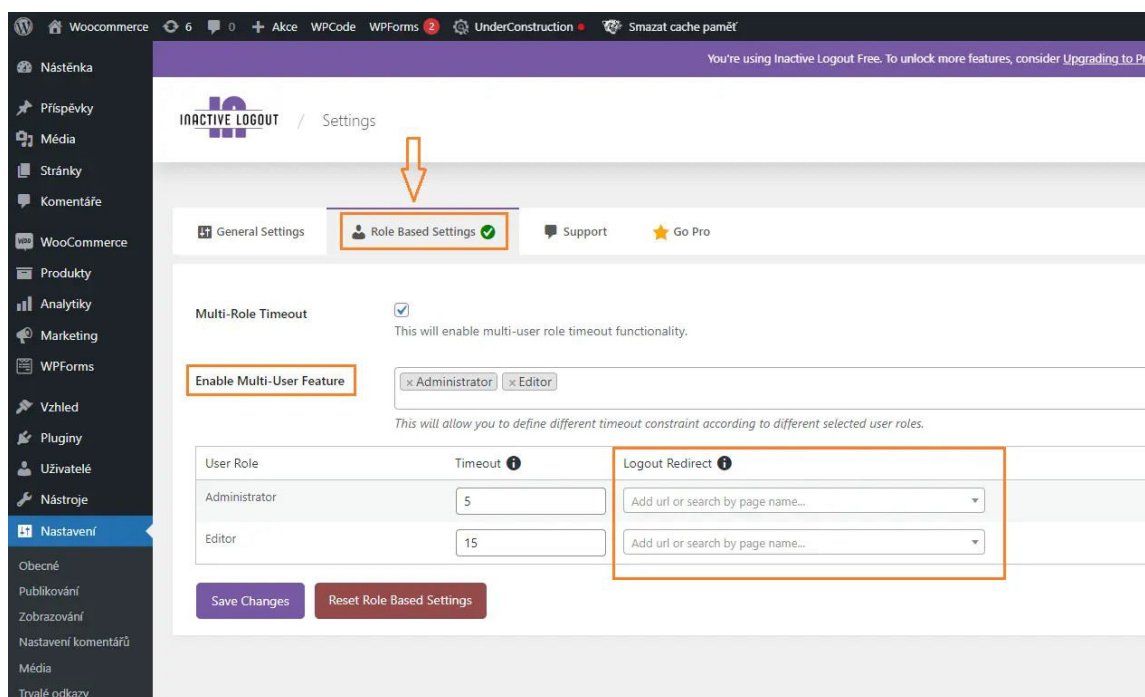 Woocommerce 6 0 + Akce WPCode WPForms 2 UnderConstruction Smazat cache paměť
You're using Inactive Logout Free. To unlock more features, consider Upgrading to Pr
Nástěnka
Příspěvky
Média
Stránky
Komentáře
WooCommerce
Produkty
Analytiky
Marketing
WPForms
Vzhled
Pluginy
Uživatelé
Nástroje
Nastavení
Obecné
Publikování
Zobrazování
Nastavení komentářů
Média
Trvalé odkazy
INACTIVE LOGOUT / Settings
General Settings Role Based Settings Support Go Pro
Multi-Role Timeout
This will enable multi-user role timeout functionality.
Enable Multi-User Feature × Administrator × Editor
This will allow you to define different timeout constraint according to different selected user roles.
User Role Timeout Logout Redirect
Administrator 5 Add url or search by page name...
Editor 15 Add url or search by page name...
Save Changes Reset Role Based Settings